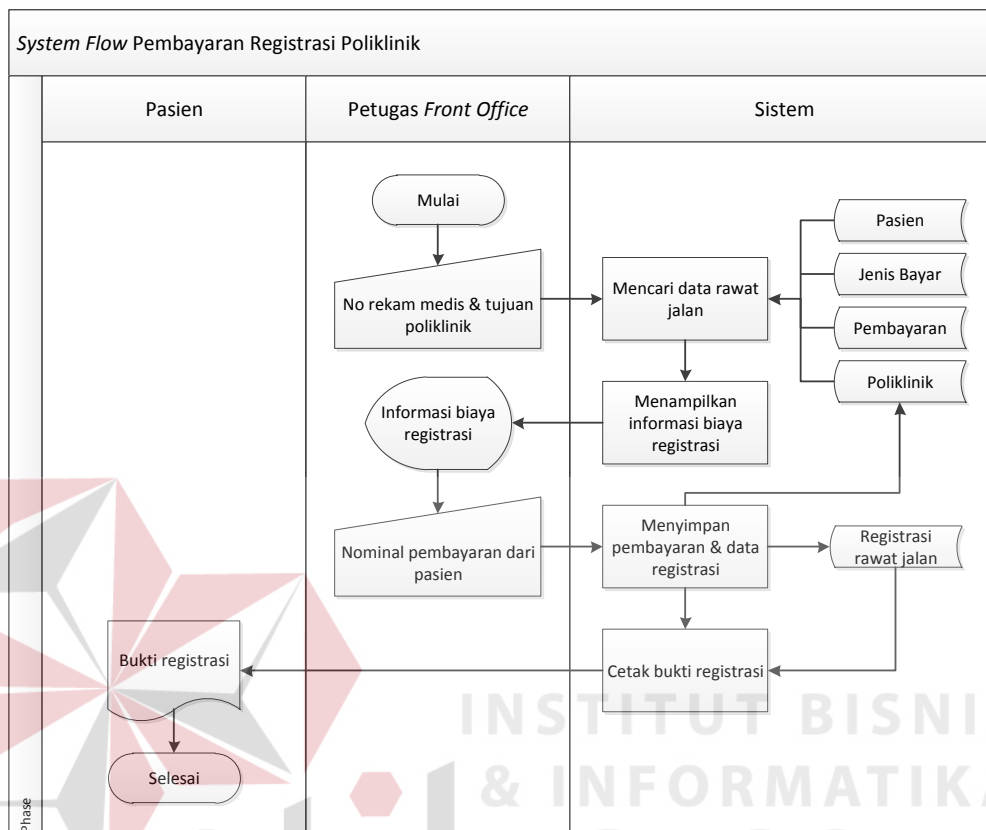 System Flow Pembayaran Registrasi Poliklinik
Pasien
Petugas Front Office
Sistem
Mulai
No rekam medis & tujuan
poliklinik
Mencari data rawat
jalan
Pasien
Jenis Bayar
Pembayaran
Poliklinik
Menampilkan
informasi biaya
registrasi
Informasi biaya
registrasi
Nominal pembayaran dari
pasien
Menyimpan
pembayaran & data
registrasi
Registrasi
rawat jalan
Cetak bukti registrasi
Bukti registrasi
Selesai
Phase
INSTITUT BISNI
& INFORMATIKA